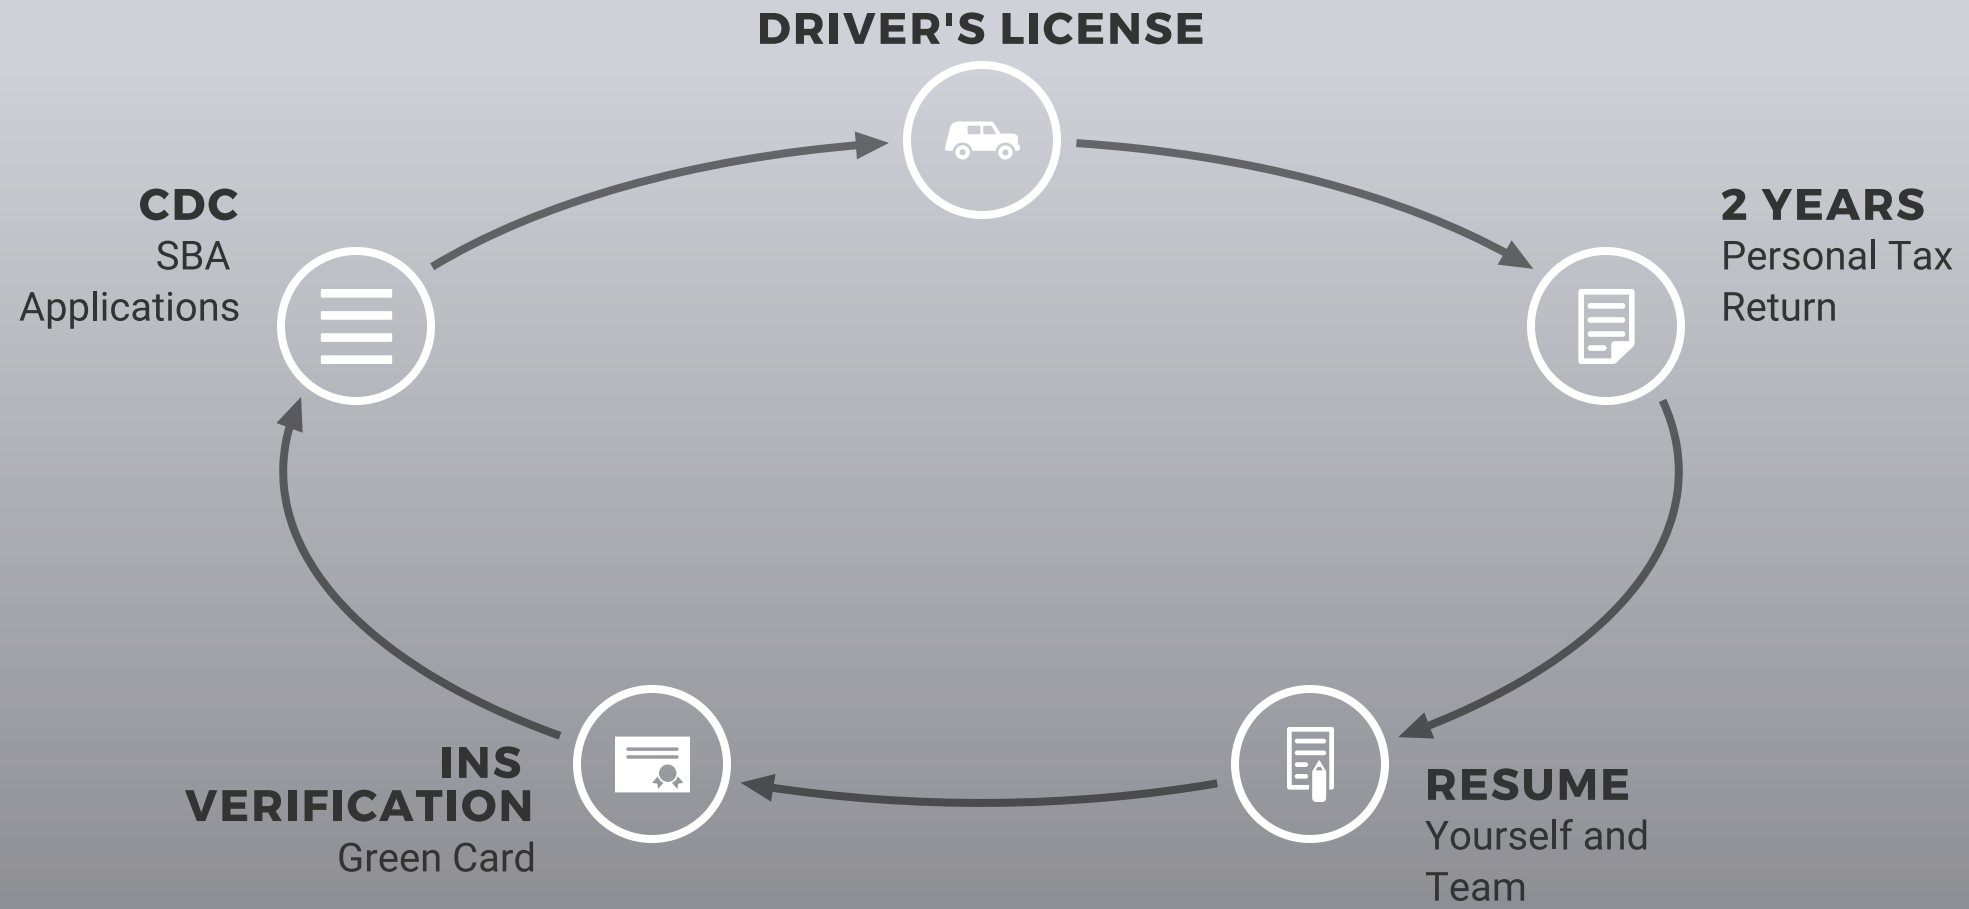 DRIVER'S LICENSE
2 YEARS
Personal Tax
Return
RESUME
Yourself and
Team
INS
VERIFICATION
Green Card
CDC
SBA
Applications